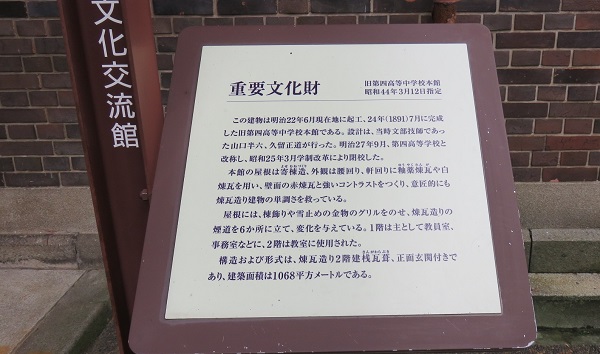 文化交流館
重要文化財
旧第四高等中学校本館
昭和44年3月12日指定
この建物は明治22年6月現在地に起工、24年(1891)7月に完成
した旧第四高等中学校本館である。設計は、当時文部技師であっ
た山口半六、久留正道が行った。明治27年9月、第四高等学校と
改称し、昭和25年3月学制改革により閉校した。
本館の屋根は寄棟造、外観は腰回り、軒回りに釉薬煉瓦や白
煉瓦を用い、壁面の赤煉瓦と強いコントラストをつくり、意匠的にも
煉瓦造り建物の単調さを救っている。
屋根には、棟飾りや雪止めの金物のグリルをのせ、煉瓦造りの
煙道を6か所に立て、変化を与えている。1階は主として教員室、
事務室などに、2階は教室に使用された。
構造および形式は、煉瓦造り2階建桟瓦葺、正面玄関付きで
あり、建築面積は1068平方メートルである。